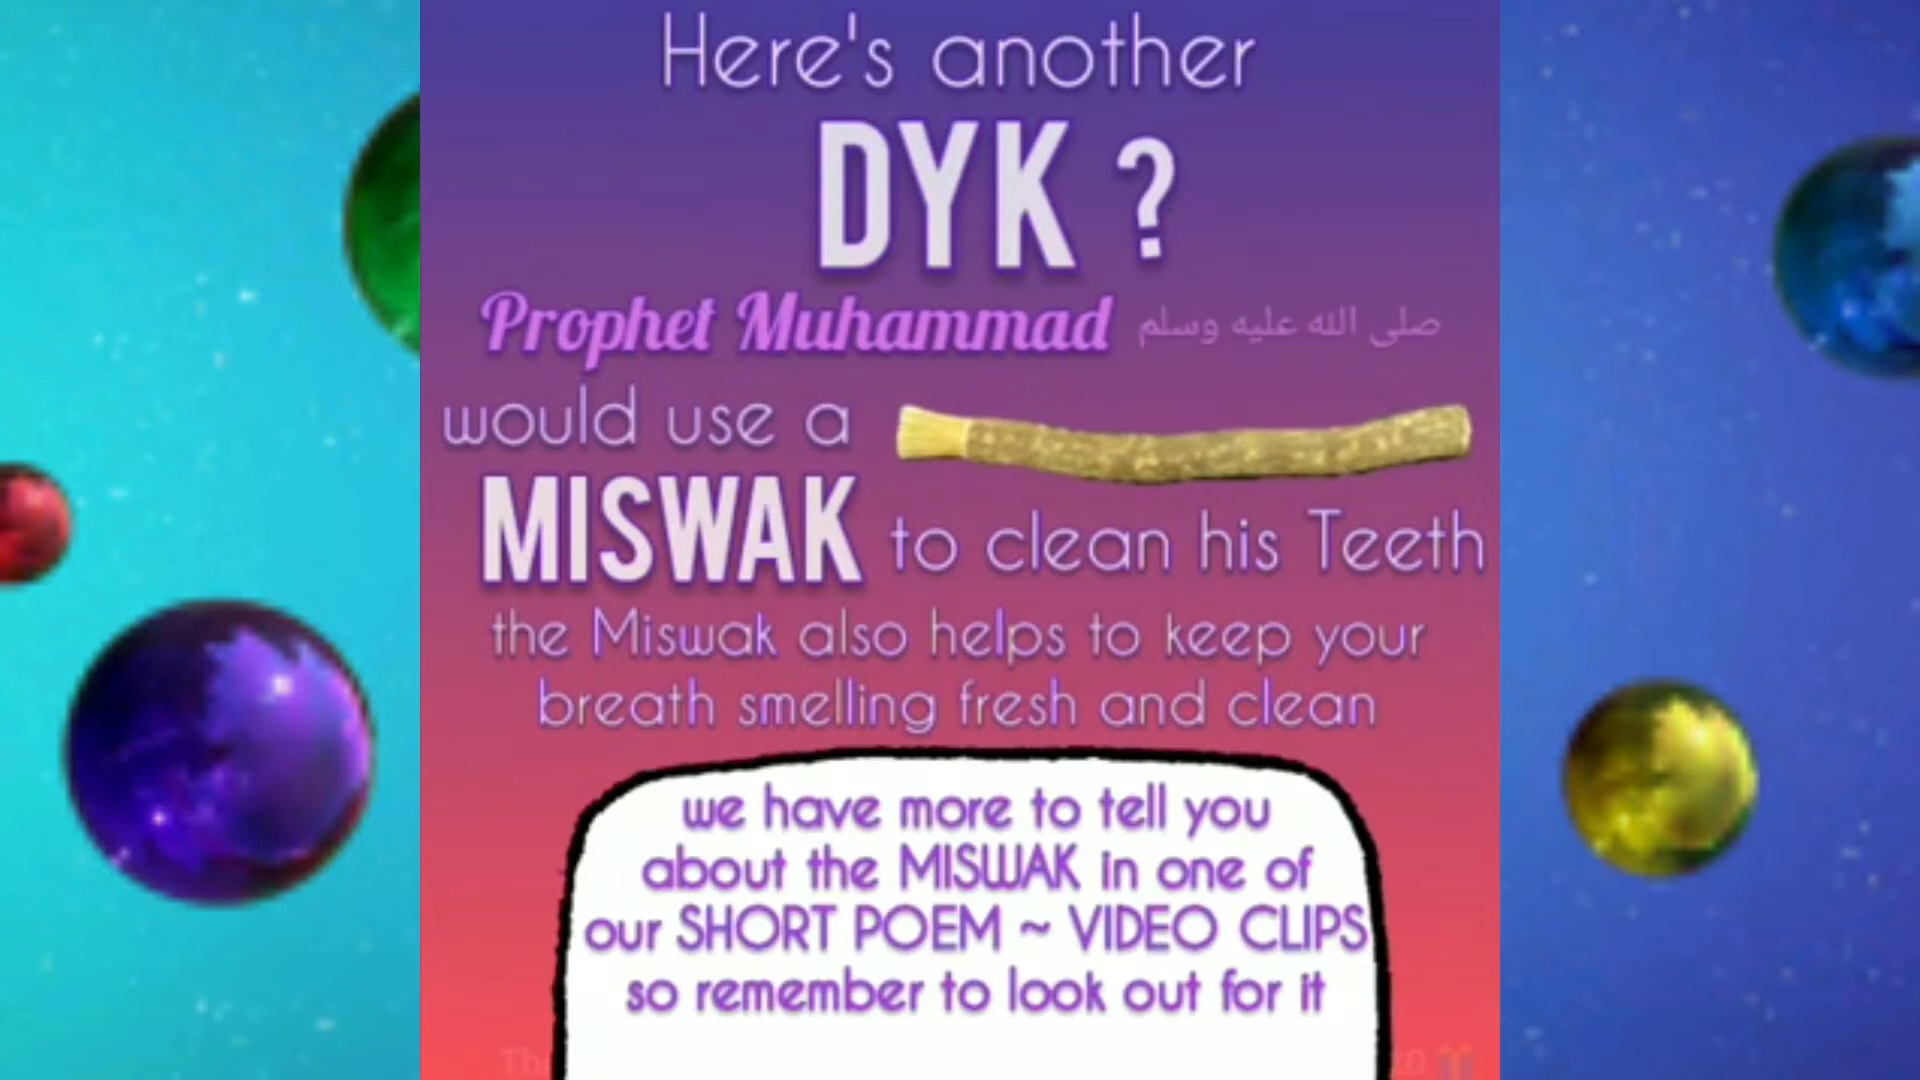 Here's another
DYK ?
Prophet Muhammad صلى الله عليه وسلم
would use a
MISWAK to clean his Teeth
the Miswak also helps to keep your
breath smelling fresh and clean
we have more to tell you
about the MISWAK in one of
our SHORT POEM ~ VIDEO CLIPS
so remember to look out for it